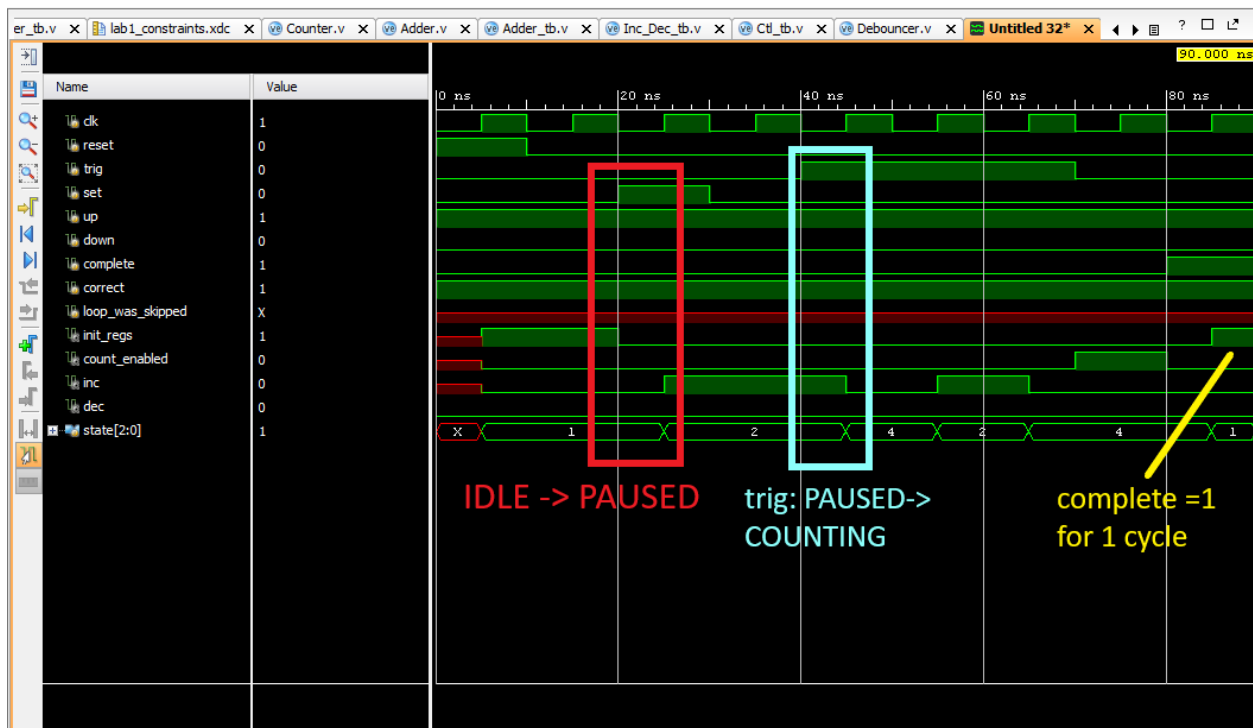 er_tb.v lab1_constraints.xdc Counter.v Adder.v Adder_tb.v Inc_Dec_tb.v Ctl_tb.v Debouncer.v Untitled 32*
90.000 ns
Name Value
0 ns 20 ns 40 ns 60 ns 80 ns
clk 1
reset 0
trig 0
set 0
up 1
down 0
complete 1
correct 1
loop_was_skipped X
init_regs 1
count_enabled 0
inc 0
dec 0
state[2:0] 1 X 1 2 4 2 4 1
IDLE -> PAUSED
trig: PAUSED->
COUNTING
complete =1
for 1 cycle